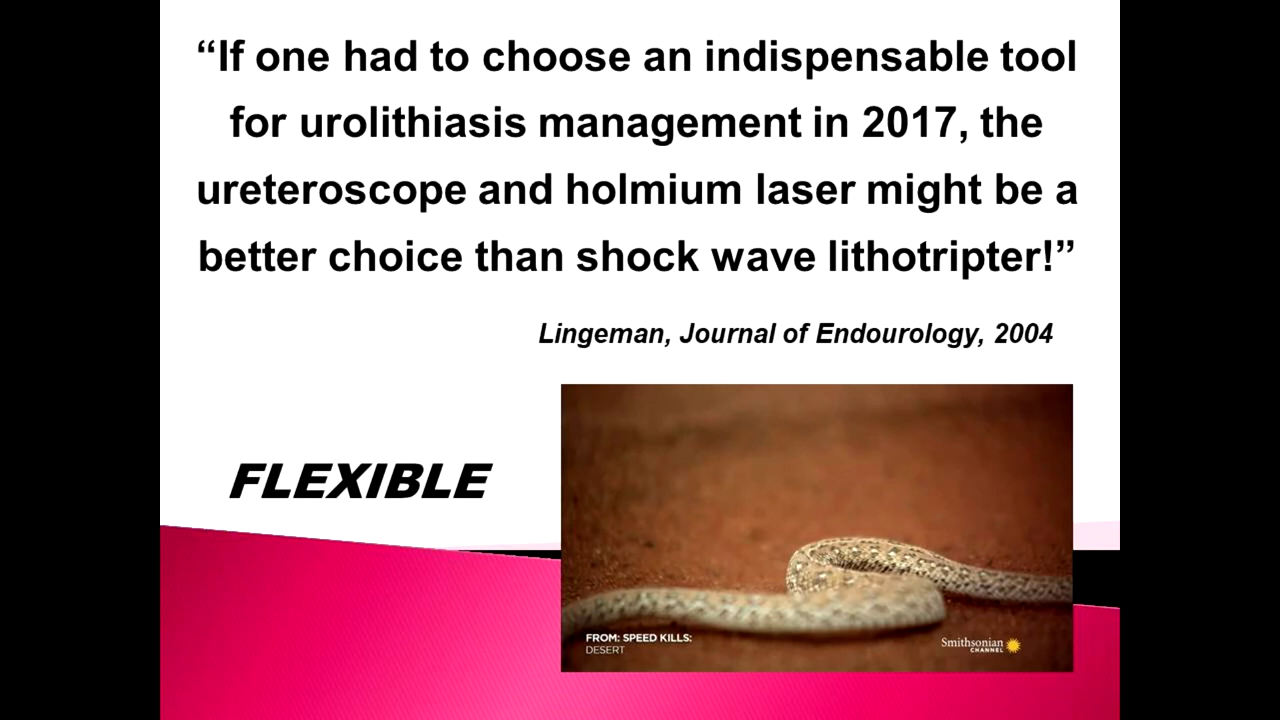 “If one had to choose an indispensable tool
for urolithiasis management in 2017, the
ureteroscope and holmium laser might be a
better choice than shock wave lithotripter!”
Lingeman, Journal of Endourology, 2004
FLEXIBLE
FROM: SPEED KILLS:
DESERT
Smithsonian
CHANNEL